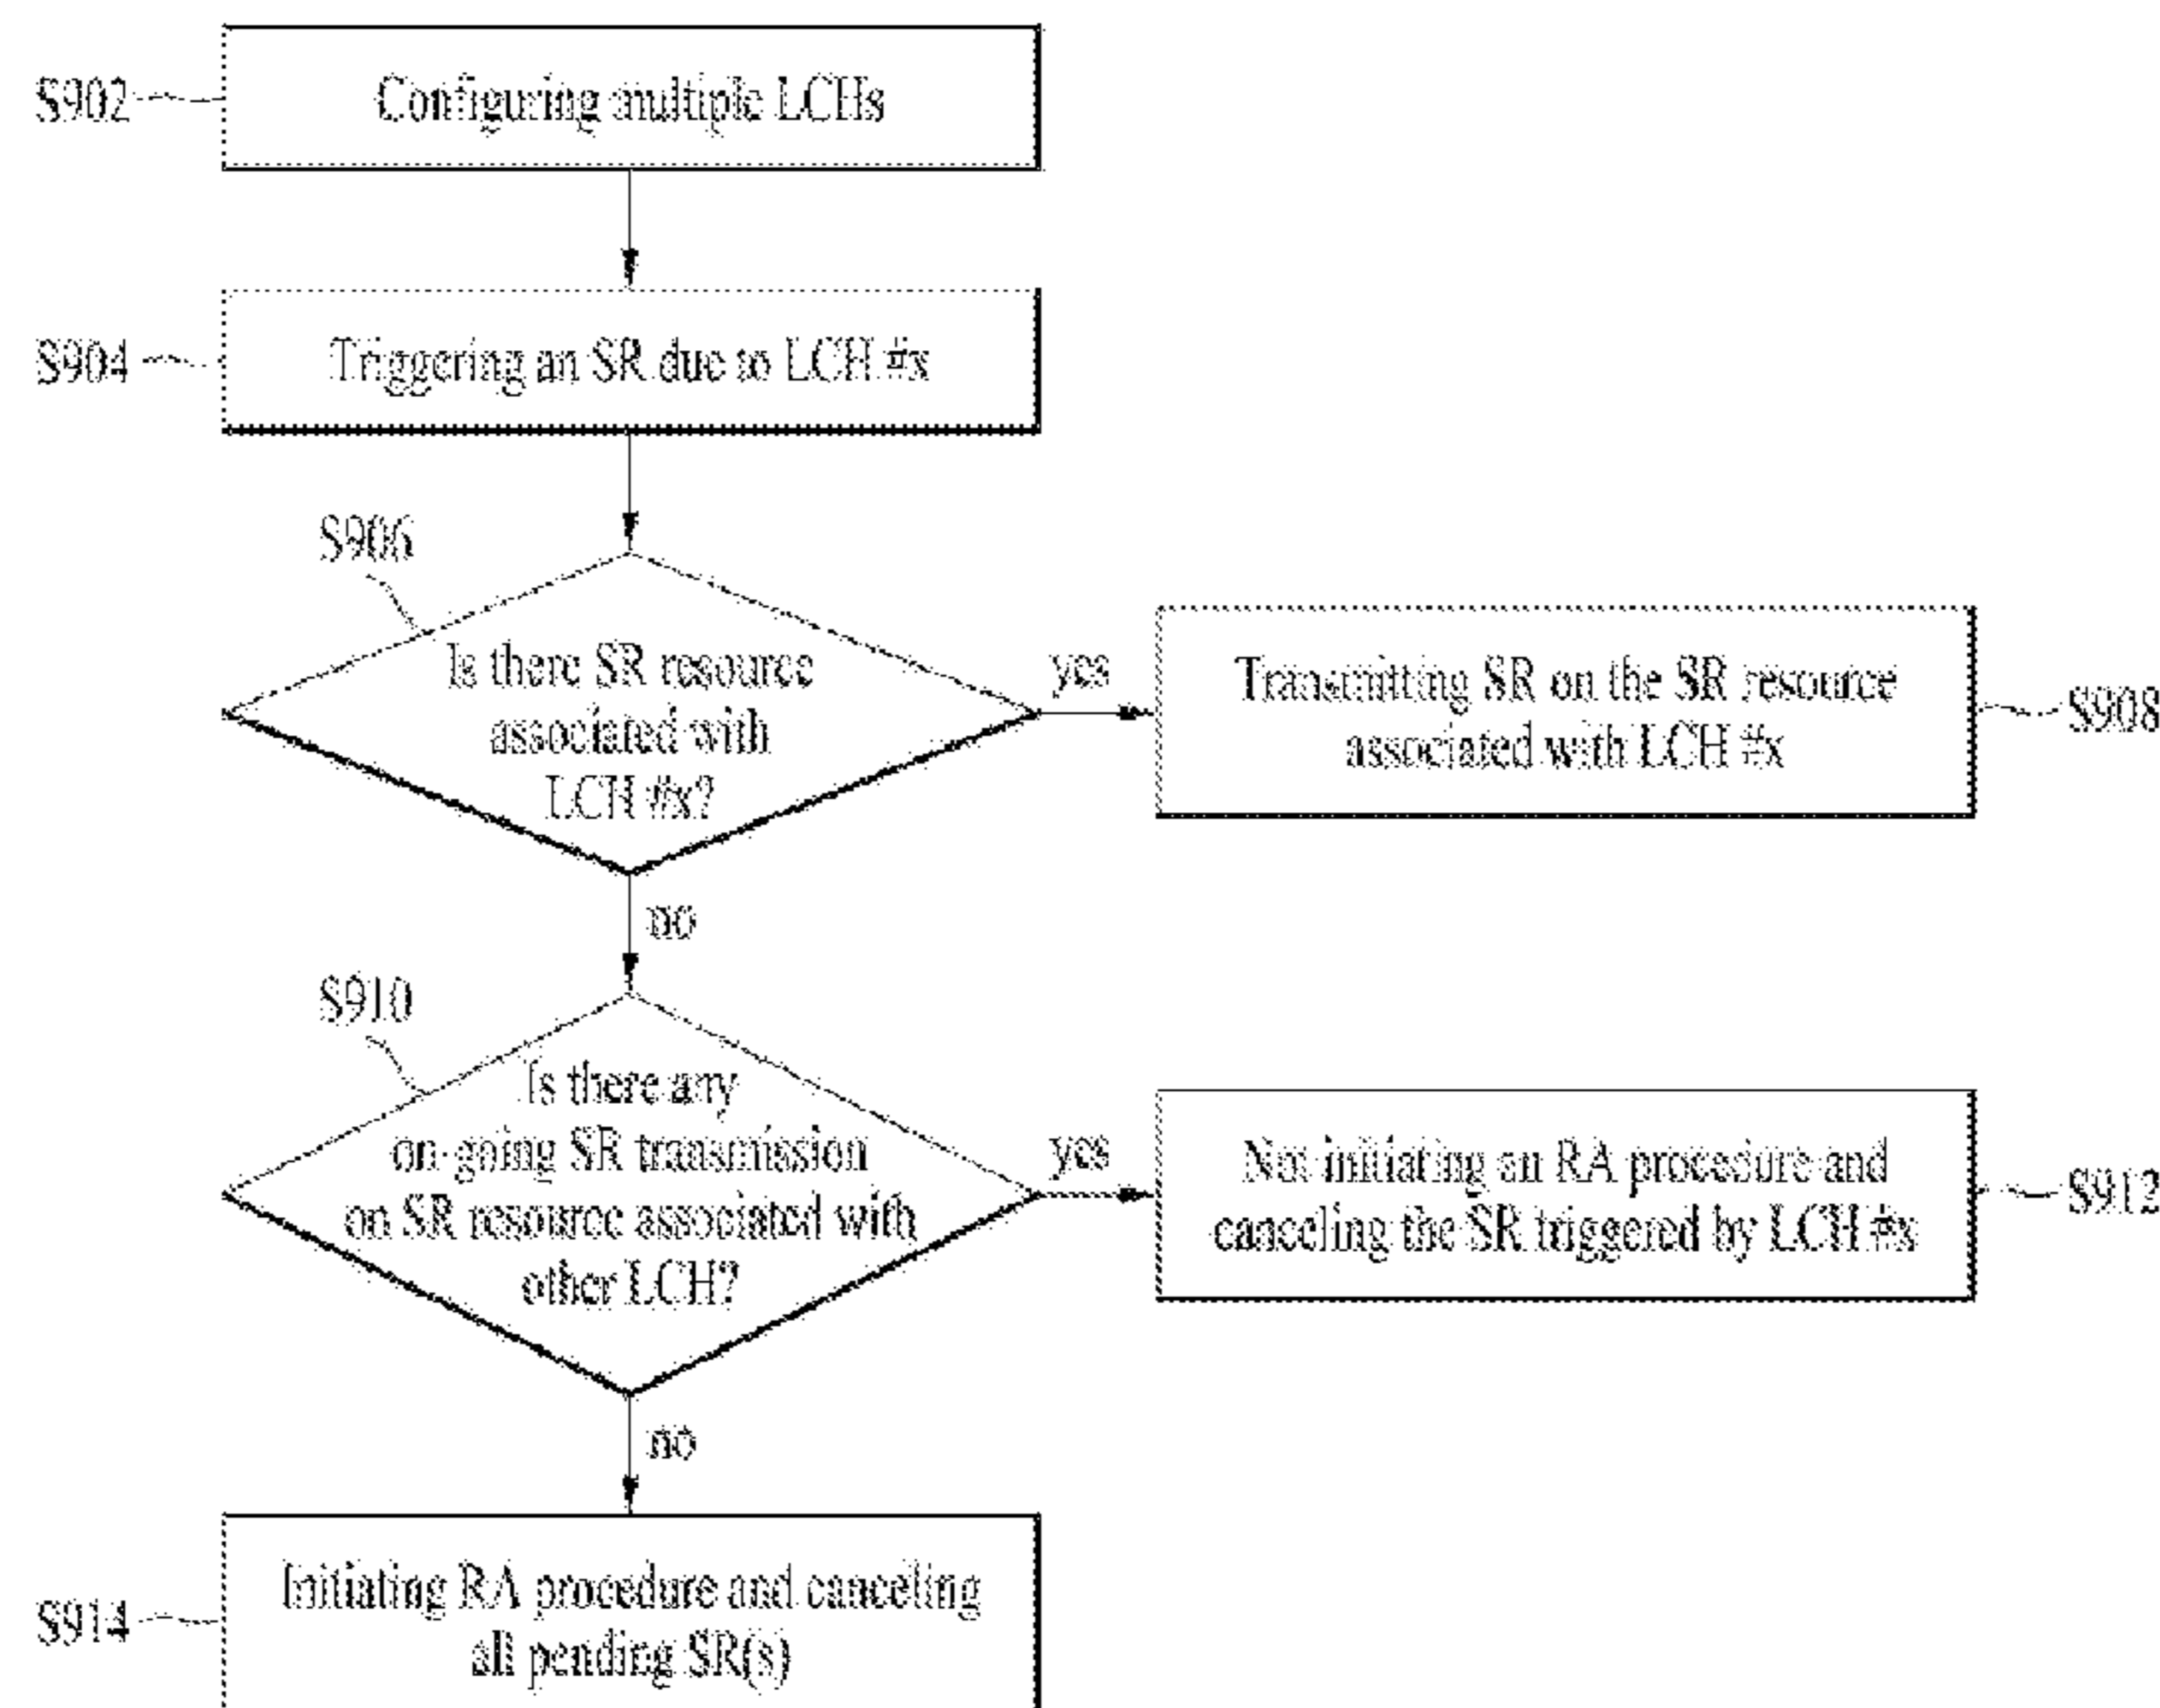 S902
Configuring multiple LCHs
S904
Triggering an SR due to LCH #x
S906
Is there SR resource
associated with
LCH #x?
yes
Transmitting SR on the SR resource
associated with LCH #x
S908
no
S910
Is there any
on-going SR transmission
on SR resource associated with
other LCH?
yes
Not initiating an RA procedure and
canceling the SR triggered by LCH #x
S912
no
S914
Initiating RA procedure and canceling
all pending SR(s)